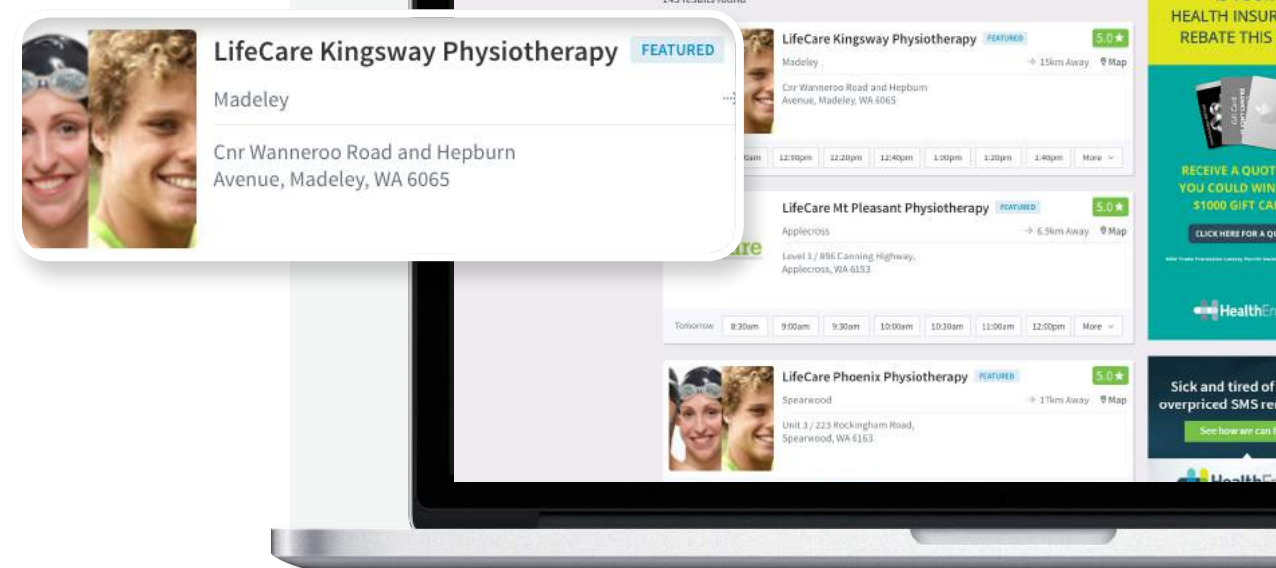 143 results found
LifeCare Kingsway Physiotherapy FEATURED
Madeley
Cnr Wanneroo Road and Hepburn
Avenue, Madeley, WA 6065
LifeCare Kingsway Physiotherapy FEATURED 5.0★
Madeley → 15km Away Map
Cnr Wanneroo Road and Hepburn
Avenue, Madeley, WA 6065
12:20pm 12:40pm 1:00pm 1:20pm 1:40pm More
LifeCare Mt Pleasant Physiotherapy FEATURED 5.0★
Applecross → 6.9km Away Map
Level 1 / 896 Canning Highway,
Applecross, WA 6153
Tomorrow 8:30am 9:00am 9:30am 10:00am 10:30am 11:00am 12:00pm More
LifeCare Phoenix Physiotherapy FEATURED 5.0★
Spearwood → 17km Away Map
Unit 3 / 223 Rockingham Road,
Spearwood, WA 6163
HEALTH INSUR
REBATE THIS
RECEIVE A QUOT
YOU COULD WIN
$1000 GIFT CA
CLICK HERE FOR A QU
HealthEn
Sick and tired of
overpriced SMS re
See how we can
HealthEn